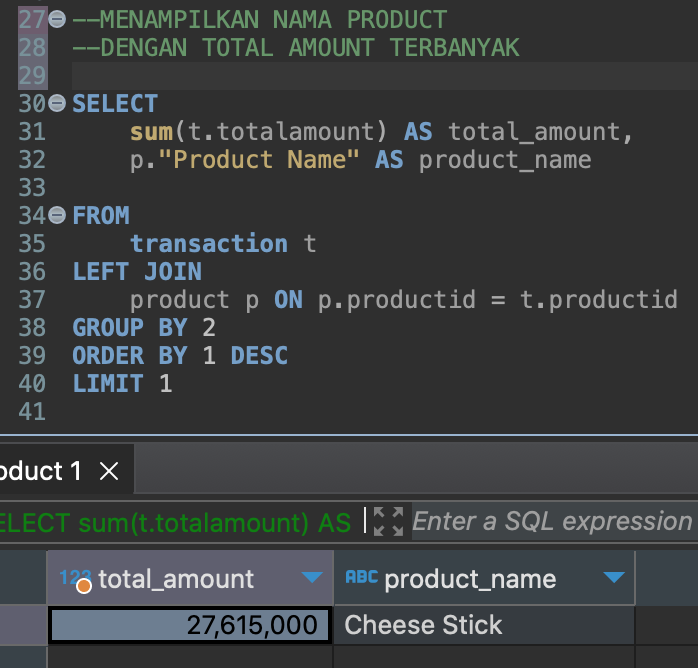 27 --MENAMPILKAN NAMA PRODUCT
28 --DENGAN TOTAL AMOUNT TERBANYAK
29
30 SELECT
31 sum(t.totalamount) AS total_amount,
32 p."Product Name" AS product_name
33
34 FROM
35 transaction t
36 LEFT JOIN
37 product p ON p.productid = t.productid
38 GROUP BY 2
39 ORDER BY 1 DESC
40 LIMIT 1
41
oduct 1
ELECT sum(t.totalamount) AS Enter a SQL expression
123 total_amount ABC product_name
27,615,000 Cheese Stick